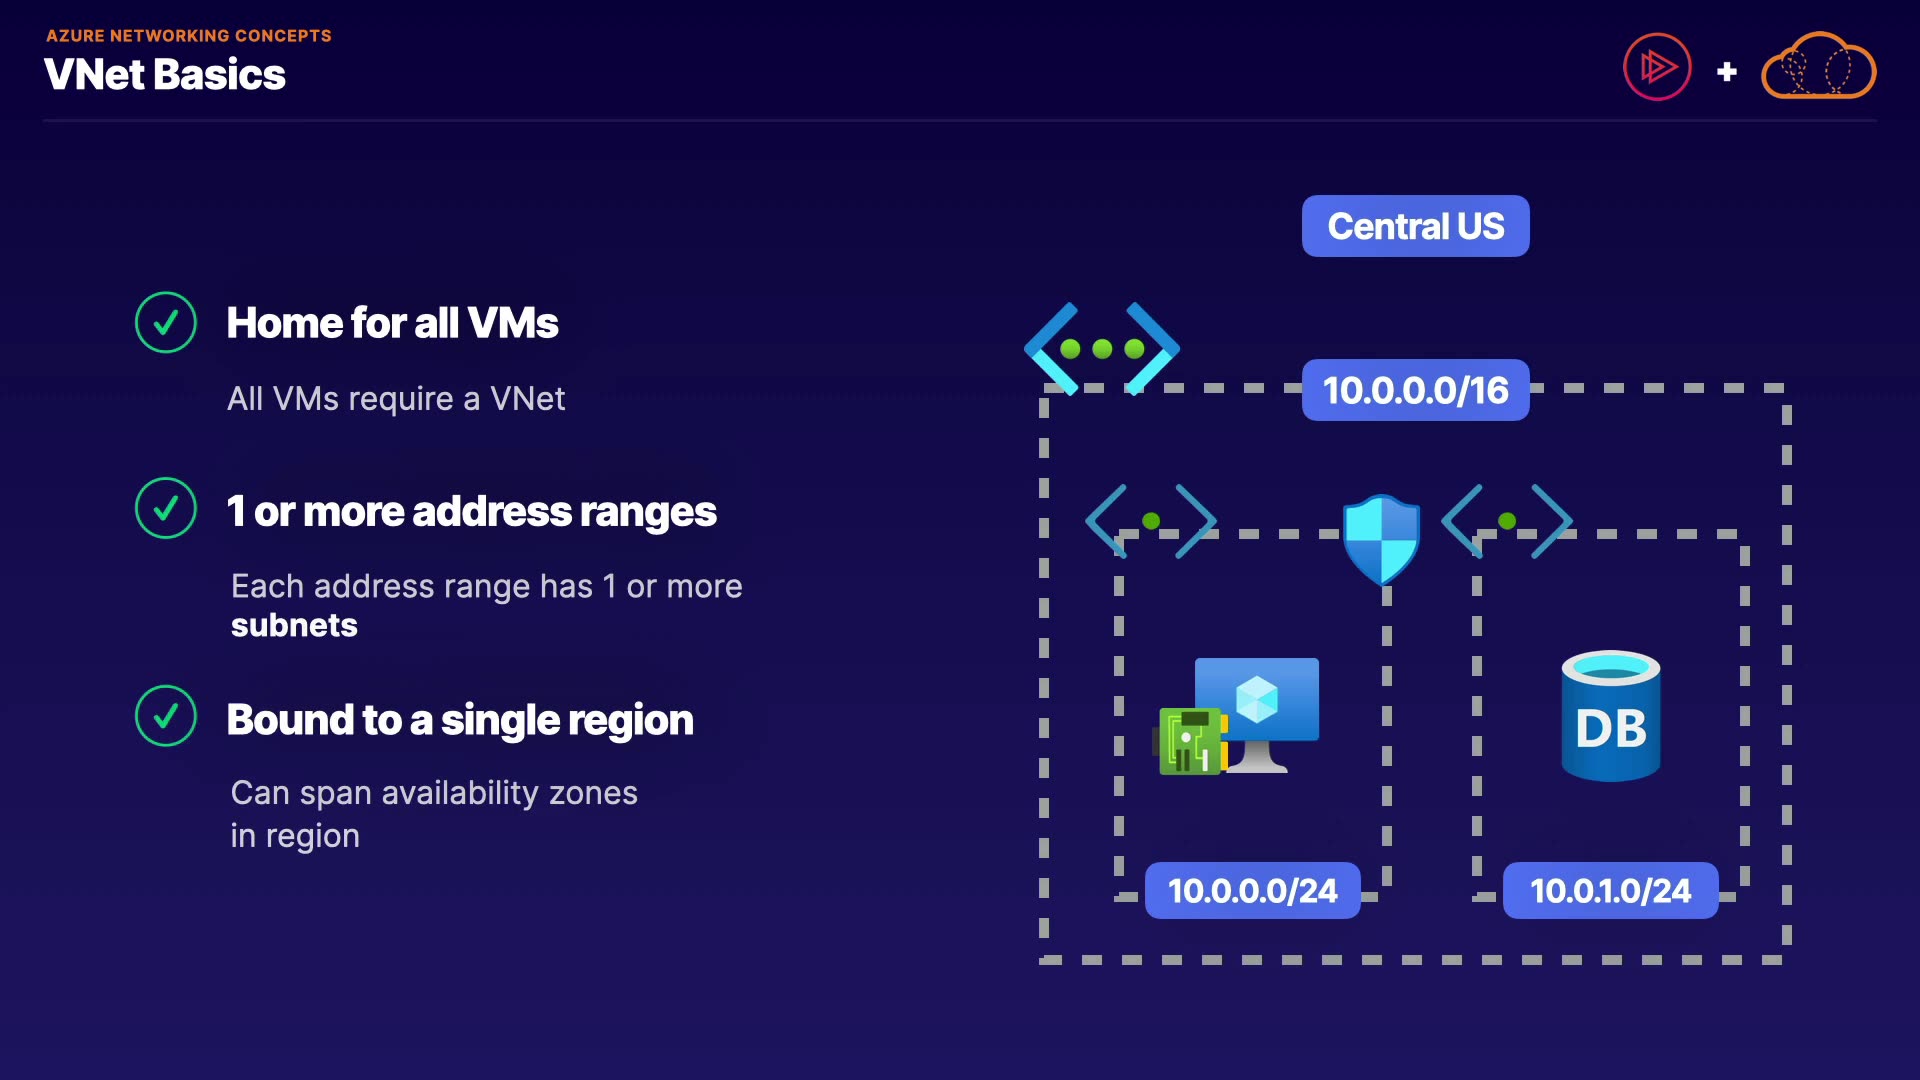 AZURE NETWORKING CONCEPTS
VNet Basics
Home for all VMs
All VMs require a VNet
1 or more address ranges
Each address range has 1 or more
subnets
Bound to a single region
Can span availability zones
in region
Central US
10.0.0.0/16
DB
10.0.0.0/24
10.0.1.0/24